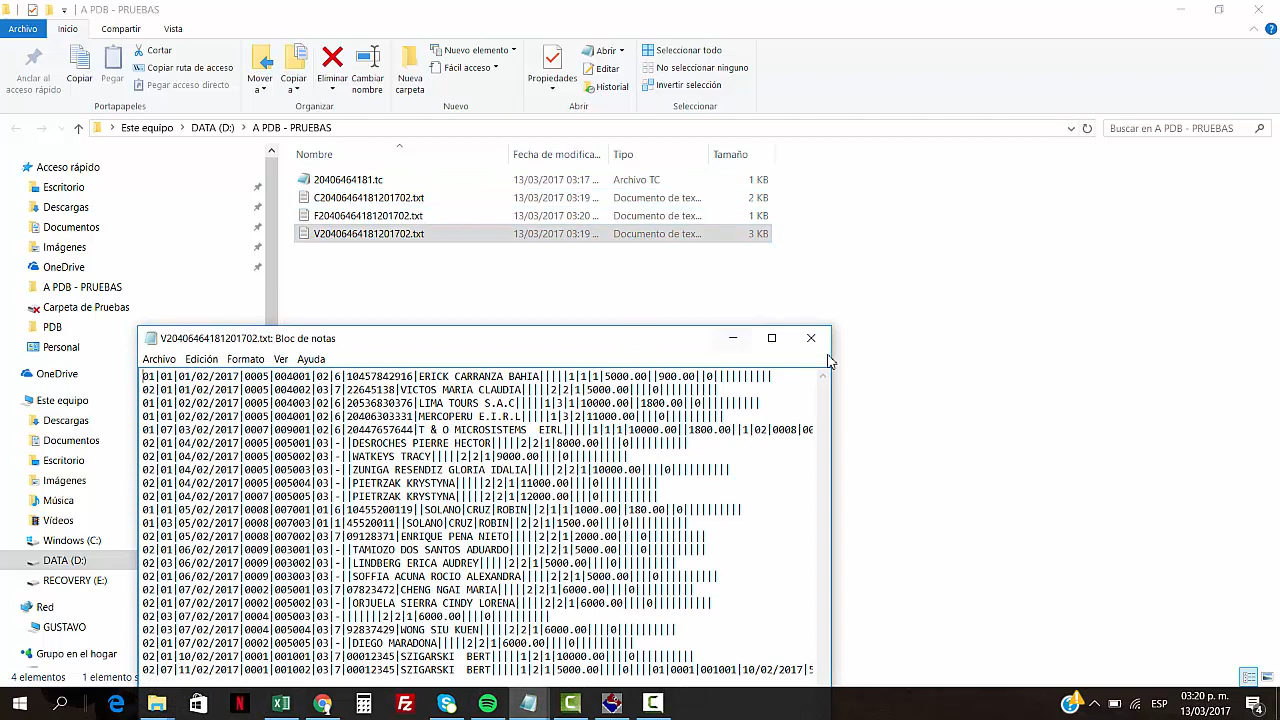 A PDB - PRUEBAS
Archivo Inicio Compartir Vista
Cortar
Copiar ruta de acceso
Pegar acceso directo
Anclar al acceso rápido
Copiar
Pegar
Portapapeles
Mover a
Copiar a
Eliminar
Cambiar nombre
Organizar
Nueva carpeta
Nuevo elemento
Fácil acceso
Nuevo
Propiedades
Abrir
Editar
Historial
Abrir
Seleccionar todo
No seleccionar ninguno
Invertir selección
Seleccionar
Este equipo > DATA (D:) > A PDB - PRUEBAS
Buscar en A PDB - PRUEBAS
Nombre Fecha de modifica... Tipo Tamaño
20406464181.tc 13/03/2017 03:17 ... Archivo TC 1 KB
C20406464181201702.txt 13/03/2017 03:19 ... Documento de tex... 2 KB
F20406464181201702.txt 13/03/2017 03:20 ... Documento de tex... 1 KB
V20406464181201702.txt 13/03/2017 03:19 ... Documento de tex... 3 KB
Acceso rápido
Escritorio
Descargas
Documentos
Imágenes
OneDrive
A PDB - PRUEBAS
Carpeta de Pruebas
PDB
Personal
OneDrive
Este equipo
Descargas
Documentos
Escritorio
Imágenes
Música
Vídeos
Windows (C:)
DATA (D:)
RECOVERY (E:)
Red
GUSTAVO
Grupo en el hogar
4 elementos 1 elemento s
V20406464181201702.txt: Bloc de notas
Archivo Edición Formato Ver Ayuda
01|01|01/02/2017|0005|004001|02|6|10457842916|ERICK CARRANZA BAHIA|||||1|1|1|5000.00||900.00||0||||||||||
02|01|01/02/2017|0005|004002|03|7|22645138|VICTOS MARIA CLAUDIA|||||2|2|1|5000.00||||0||||||||||
01|01|01/02/2017|0005|004003|02|6|20536830376|LIMA TOURS S.A.C|||||1|3|1|10000.00||1800.00||0||||||||||
01|01|01/02/2017|0005|004004|02|6|20406303331|MERCOPERU E.I.R.L|||||1|3|2|11000.00||||0||||||||||
01|07|03/02/2017|0007|009001|02|6|20447657644|T & O MICROSISTEMS  EIRL|||||1|1|1|10000.00||1800.00||1|02|0008|00
02|01|04/02/2017|0005|005001|03|-||DESROCHES PIERRE HECTOR|||||2|2|1|8000.00||||0||||||||||
02|01|04/02/2017|0005|005002|03|-||WATKEYS TRACY|||||2|2|1|9000.00||||0||||||||||
02|01|04/02/2017|0005|005003|03|-||ZUNIGA RESENDIZ GLORIA IDALIA|||||2|2|1|10000.00||||0||||||||||
02|01|04/02/2017|0005|005004|03|-||PIETRZAK KRYSTYNA|||||2|2|1|11000.00||||0||||||||||
02|01|04/02/2017|0005|005005|03|-||PIETRZAK KRYSTYNA|||||2|2|1|12000.00||||0||||||||||
01|01|05/02/2017|0008|007001|01|6|10455200119||SOLANO|CRUZ|ROBIN||2|1|1|1000.00||180.00||0||||||||||
01|03|05/02/2017|0008|007003|01|1|45520011||SOLANO|CRUZ|ROBIN||2|2|1|1500.00||||0||||||||||
02|01|05/02/2017|0008|007002|03|7|09128371|ENRIQUE PENA NIETO|||||2|2|1|2000.00||||0||||||||||
02|01|06/02/2017|0009|003001|03|-||TAMIOZO DOS SANTOS ADUARDO|||||2|2|1|5000.00||||0||||||||||
02|03|06/02/2017|0009|003002|03|-||LINDBERG ERICA AUDREY|||||2|2|1|5000.00||||0||||||||||
02|01|06/02/2017|0009|003003|03|-||SOFFIA ACUNA ROCIO ALEXANDRA|||||2|2|1|5000.00||||0||||||||||
02|01|07/02/2017|0002|005001|03|7|07823472|CHENG NGAI MARIA|||||2|2|1|6000.00||||0||||||||||
02|01|07/02/2017|0002|005002|03|-||ORJUELA SIERRA CINDY LORENA|||||2|2|1|6000.00||||0||||||||||
02|03|07/02/2017|0004|005003|03|-|||||||2|2|1|6000.00||||0||||||||||
02|03|07/02/2017|0004|005004|03|7|92837429|WONG SIU KUEN|||||2|2|1|6000.00||||0||||||||||
02|01|07/02/2017|0002|005005|03|-||DIEGO MARADONA|||||2|2|1|6000.00||||0||||||||||
02|01|10/02/2017|0001|001001|03|7|00012345|SZIGARSKI  BERT|||||1|2|1|10000.00||||0||||||||||
02|07|11/02/2017|0001|001002|03|7|00012345|SZIGARSKI  BERT|||||1|2|1|5000.00||||0||||01|0001|001001|10/02/2017|5
ESP
03:20 p. m.
13/03/2017